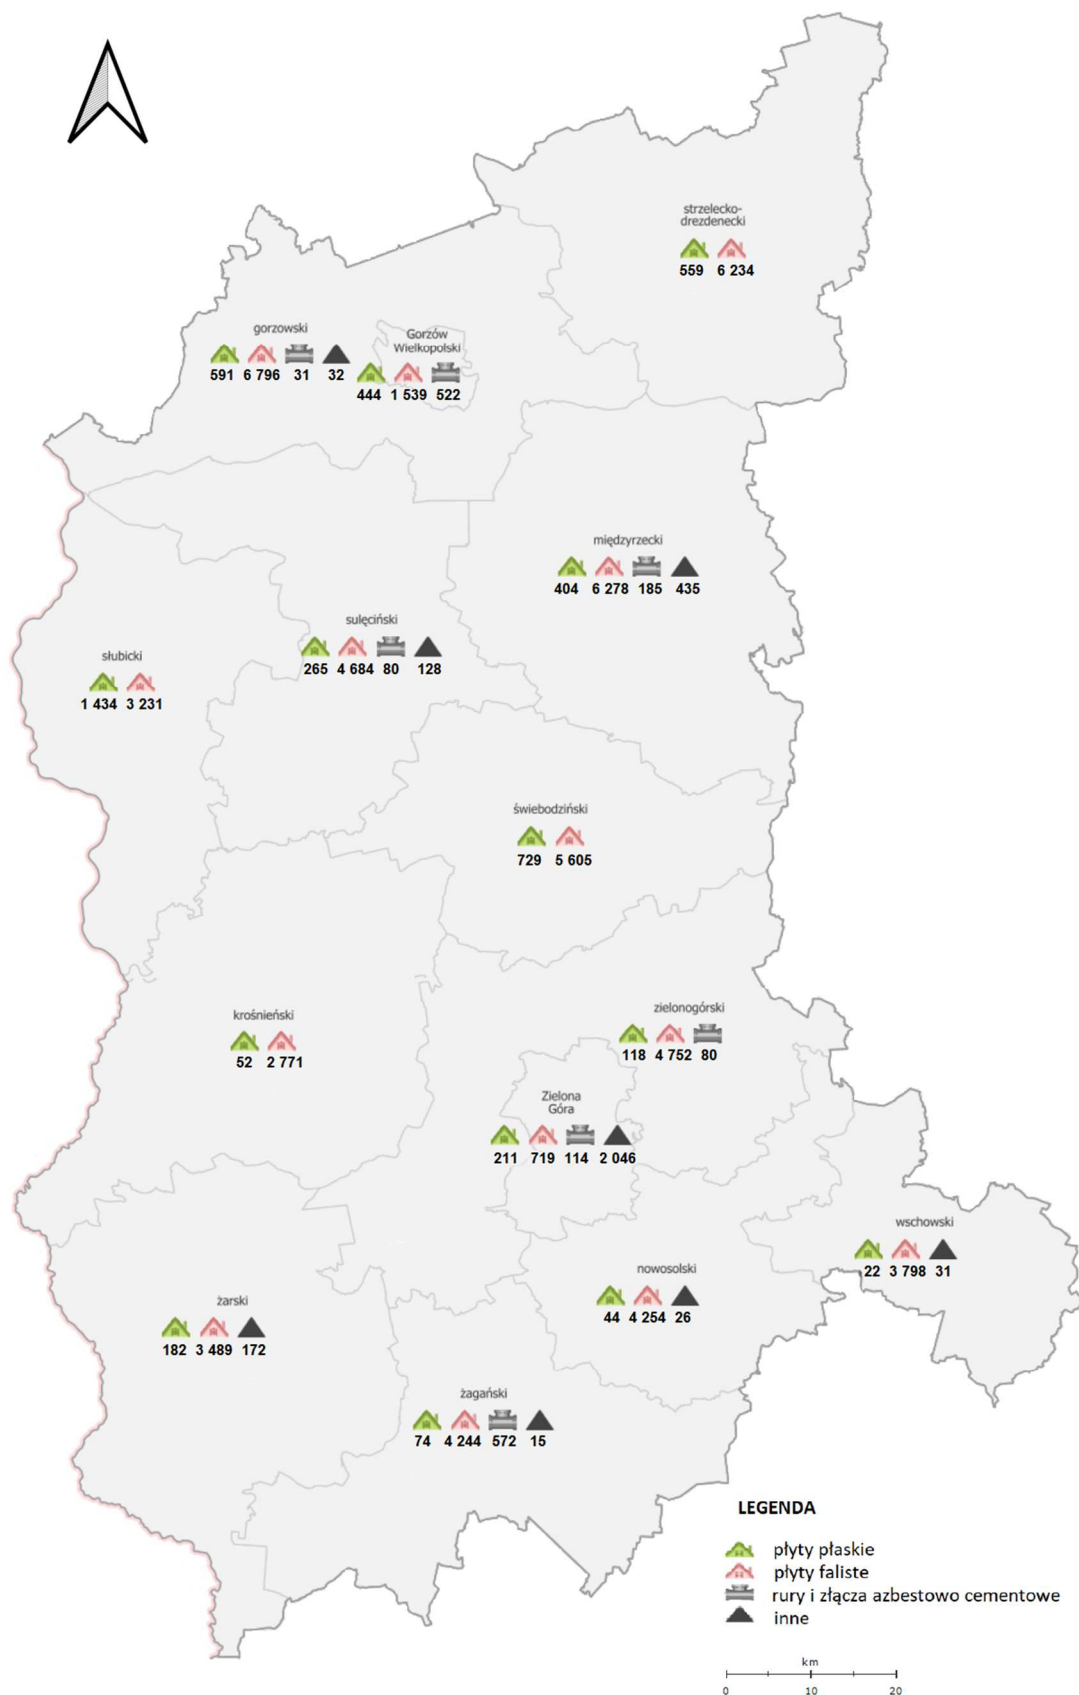 strzelecko-
drezdenecki
559 6 234
gorzowski
591 6 796 31 32
Gorzów
Wielkopolski
444 1 539 522
międzyrzecki
404 6 278 185 435
sulęciński
265 4 684 80 128
słubicki
1 434 3 231
świebodziński
729 5 605
krośnieński
52 2 771
zielonogórski
118 4 752 80
Zielona
Góra
211 719 114 2 046
wschowski
22 3 798 31
nowosolski
44 4 254 26
żarski
182 3 489 172
żagański
74 4 244 572 15
LEGENDA
płyty płaskie
płyty faliste
rury i złącza azbestowo cementowe
inne
km
0 10 20